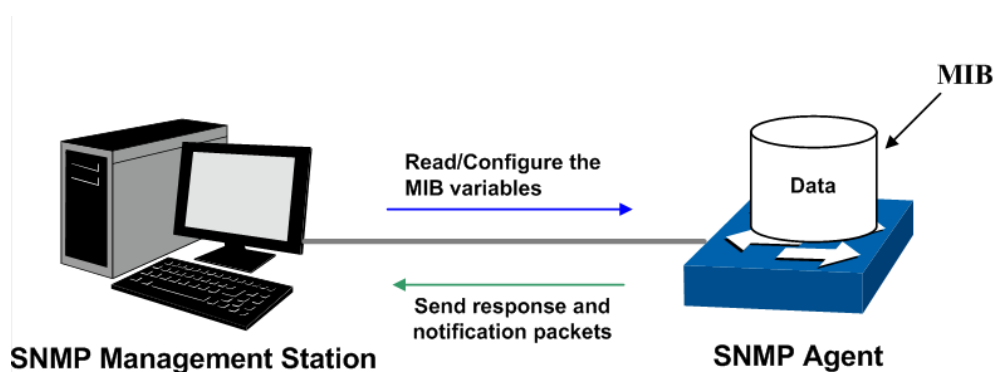 MIB
Read/Configure the
MIB variables
Data
Send response and
notification packets
SNMP Management Station
SNMP Agent